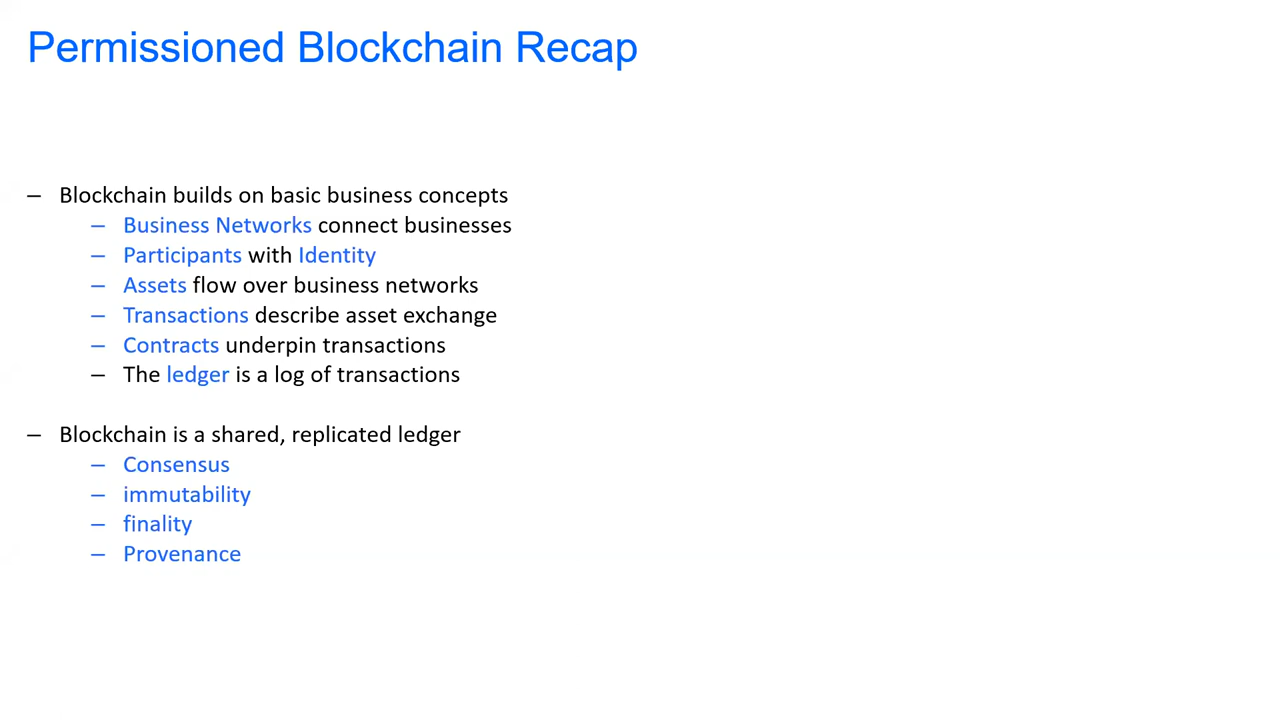 Permissioned Blockchain Recap
– Blockchain builds on basic business concepts
– Business Networks connect businesses
– Participants with Identity
– Assets flow over business networks
– Transactions describe asset exchange
– Contracts underpin transactions
– The ledger is a log of transactions
– Blockchain is a shared, replicated ledger
– Consensus
– immutability
– finality
– Provenance